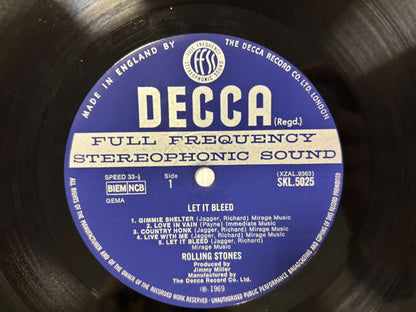 MADE IN ENGLAND BY
THE DECCA RECORD CO. LTD. LONDON
FULL FREQUENCY STEREOPHONIC SOUND
DECCA
(Regd.)
FULL FREQUENCY
STEREOPHONIC SOUND
SPEED 33⅓
BIEM NCB
GEMA
Side
1
(XZAL.9363)
SKL.5025
LET IT BLEED
1. GIMMIE SHELTER (Jagger, Richard) Mirage Music
2. LOVE IN VAIN (Payne) Immediate Music
3. COUNTRY HONK (Jagger, Richard) Mirage Music
4. LIVE WITH ME (Jagger, Richard) Mirage Music
5. LET IT BLEED (Jagger, Richard)
Mirage Music
ROLLING STONES
Produced by
Jimmy Miller
Manufactured by
The Decca Record Co. Ltd.
℗ 1969
ALL RIGHTS OF THE MANUFACTURER AND OF THE OWNER OF THE RECORDED WORK RESERVED · UNAUTHORISED PUBLIC PERFORMANCE BROADCASTING AND COPYING OF THIS RECORD PROHIBITED